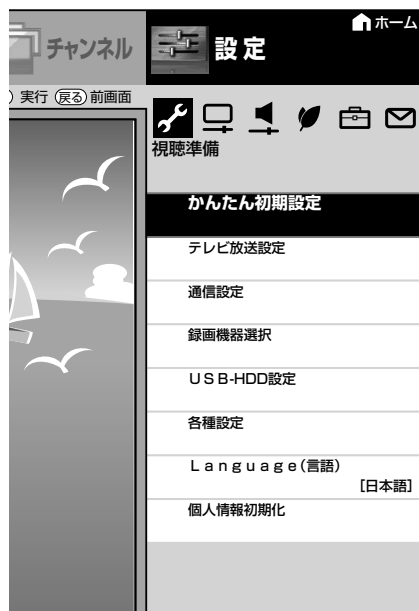 チャンネル
設定
ホーム
実行 戻る 前画面
視聴準備
かんたん初期設定
テレビ放送設定
通信設定
録画機器選択
ＵＳＢ-HDD設定
各種設定
Ｌａｎｇｕａｇｅ(言語)
[日本語]
個人情報初期化